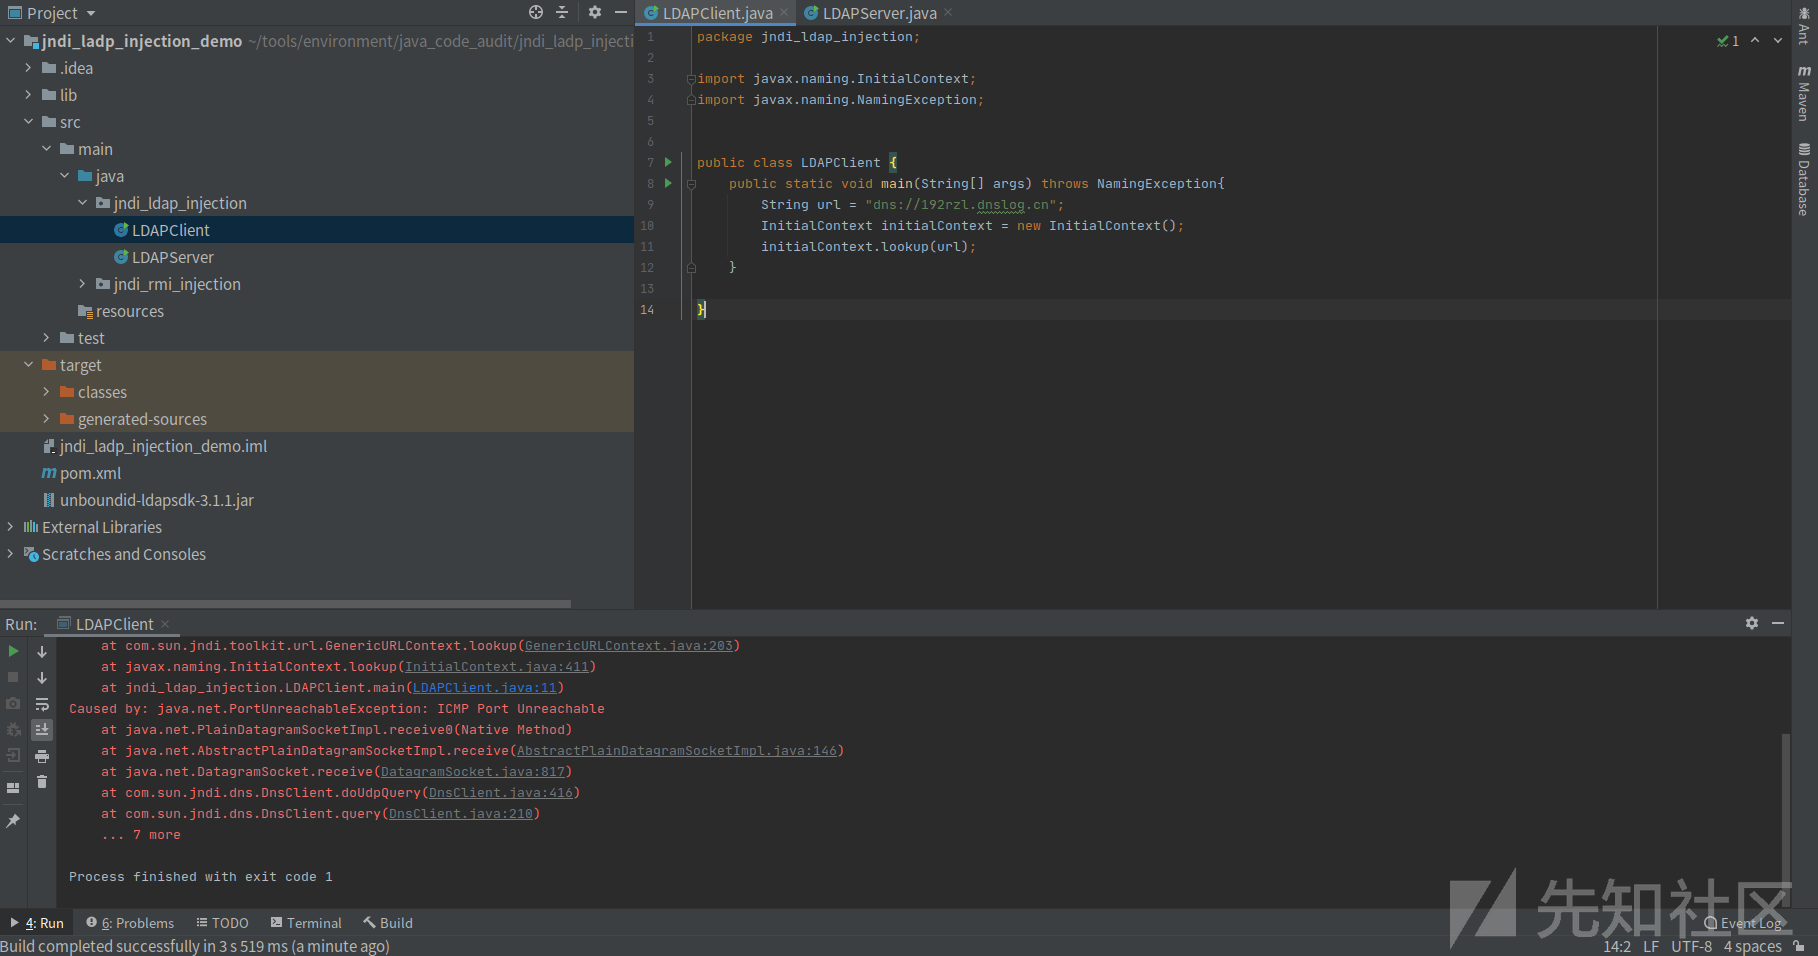 Project
LDAPClient.java
LDAPServer.java
jndi_ladp_injection_demo ~/tools/environment/java_code_audit/jndi_ladp_injecti
.idea
lib
src
main
java
jndi_ldap_injection
LDAPClient
LDAPServer
jndi_rmi_injection
resources
test
target
classes
generated-sources
jndi_ladp_injection_demo.iml
pom.xml
unboundid-ldapsdk-3.1.1.jar
External Libraries
Scratches and Consoles
1 package jndi_ldap_injection;
2
3 import javax.naming.InitialContext;
4 import javax.naming.NamingException;
5
6
7 public class LDAPClient {
8 public static void main(String[] args) throws NamingException{
9 String url = "dns://192rzl.dnslog.cn";
10 InitialContext initialContext = new InitialContext();
11 initialContext.lookup(url);
12 }
13
14 }
1
Ant
Maven
Database
Run: LDAPClient
at com.sun.jndi.toolkit.url.GenericURLContext.lookup(GenericURLContext.java:203)
at javax.naming.InitialContext.lookup(InitialContext.java:411)
at jndi_ldap_injection.LDAPClient.main(LDAPClient.java:11)
Caused by: java.net.PortUnreachableException: ICMP Port Unreachable
at java.net.PlainDatagramSocketImpl.receive0(Native Method)
at java.net.AbstractPlainDatagramSocketImpl.receive(AbstractPlainDatagramSocketImpl.java:146)
at java.net.DatagramSocket.receive(DatagramSocket.java:817)
at com.sun.jndi.dns.DnsClient.doUdpQuery(DnsClient.java:416)
at com.sun.jndi.dns.DnsClient.query(DnsClient.java:210)
... 7 more
Process finished with exit code 1
先知社区
4: Run 6: Problems TODO Terminal Build Event Log
Build completed successfully in 3 s 519 ms (a minute ago) 14:2 LF UTF-8 4 spaces